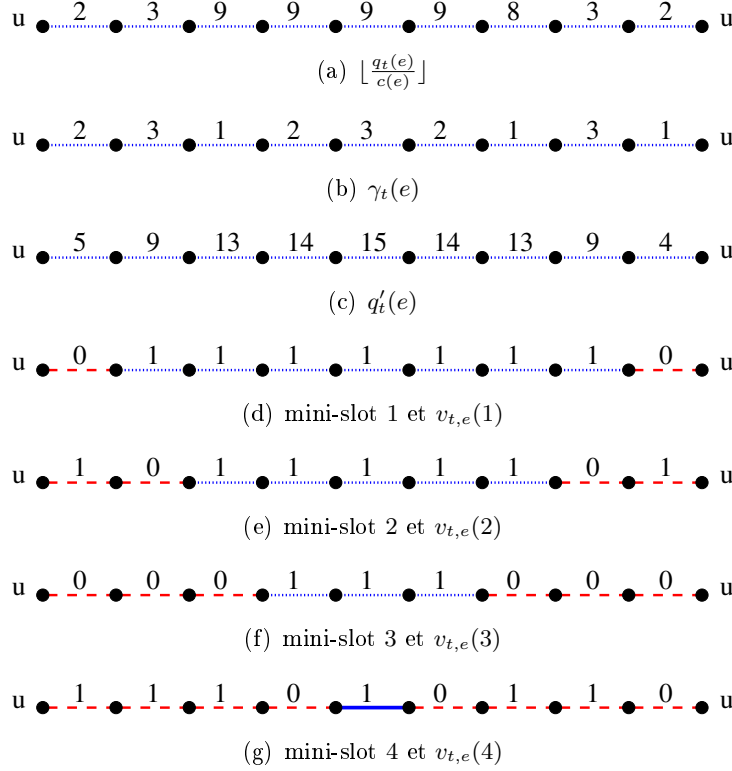 u 2 3 9 9 9 9 8 3 2 u
(a) ⌊q_t(e)/c(e)⌋
u 2 3 1 2 3 2 1 3 1 u
(b) γ_t(e)
u 5 9 13 14 15 14 13 9 4 u
(c) q'_t(e)
u 0 1 1 1 1 1 1 1 0 u
(d) mini-slot 1 et v_{t,e}(1)
u 1 0 1 1 1 1 1 0 1 u
(e) mini-slot 2 et v_{t,e}(2)
u 0 0 0 1 1 1 0 0 0 u
(f) mini-slot 3 et v_{t,e}(3)
u 1 1 1 0 1 0 1 1 0 u
(g) mini-slot 4 et v_{t,e}(4)